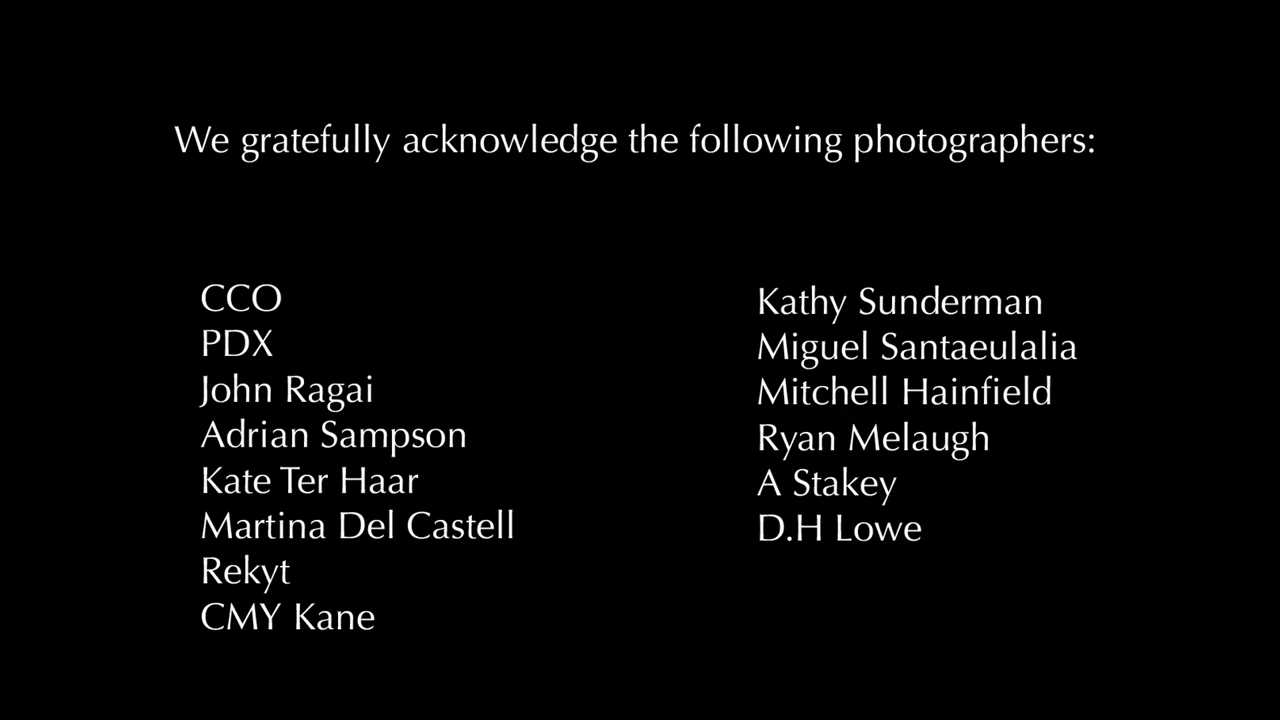 We gratefully acknowledge the following photographers:
CCO
PDX
John Ragai
Adrian Sampson
Kate Ter Haar
Martina Del Castell
Rekyt
CMY Kane
Kathy Sunderman
Miguel Santaeulalia
Mitchell Hainfield
Ryan Melaugh
A Stakey
D.H Lowe